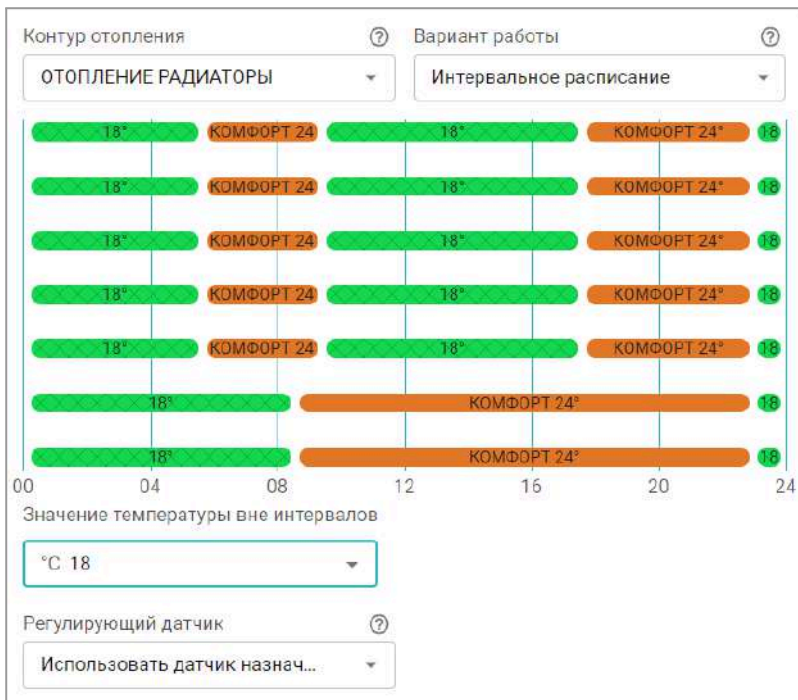 Контур отопления
Вариант работы
ОТОПЛЕНИЕ РАДИАТОРЫ
Интервальное расписание
18° КОМФОРТ 24 18° КОМФОРТ 24° 18
18° КОМФОРТ 24 18° КОМФОРТ 24° 18
18° КОМФОРТ 24 18° КОМФОРТ 24° 18
18° КОМФОРТ 24 18° КОМФОРТ 24° 18
18° КОМФОРТ 24 18° КОМФОРТ 24° 18
18° КОМФОРТ 24° 18
18° КОМФОРТ 24° 18
00 04 08 12 16 20 24
Значение температуры вне интервалов
°C 18
Регулирующий датчик
Использовать датчик назнач...